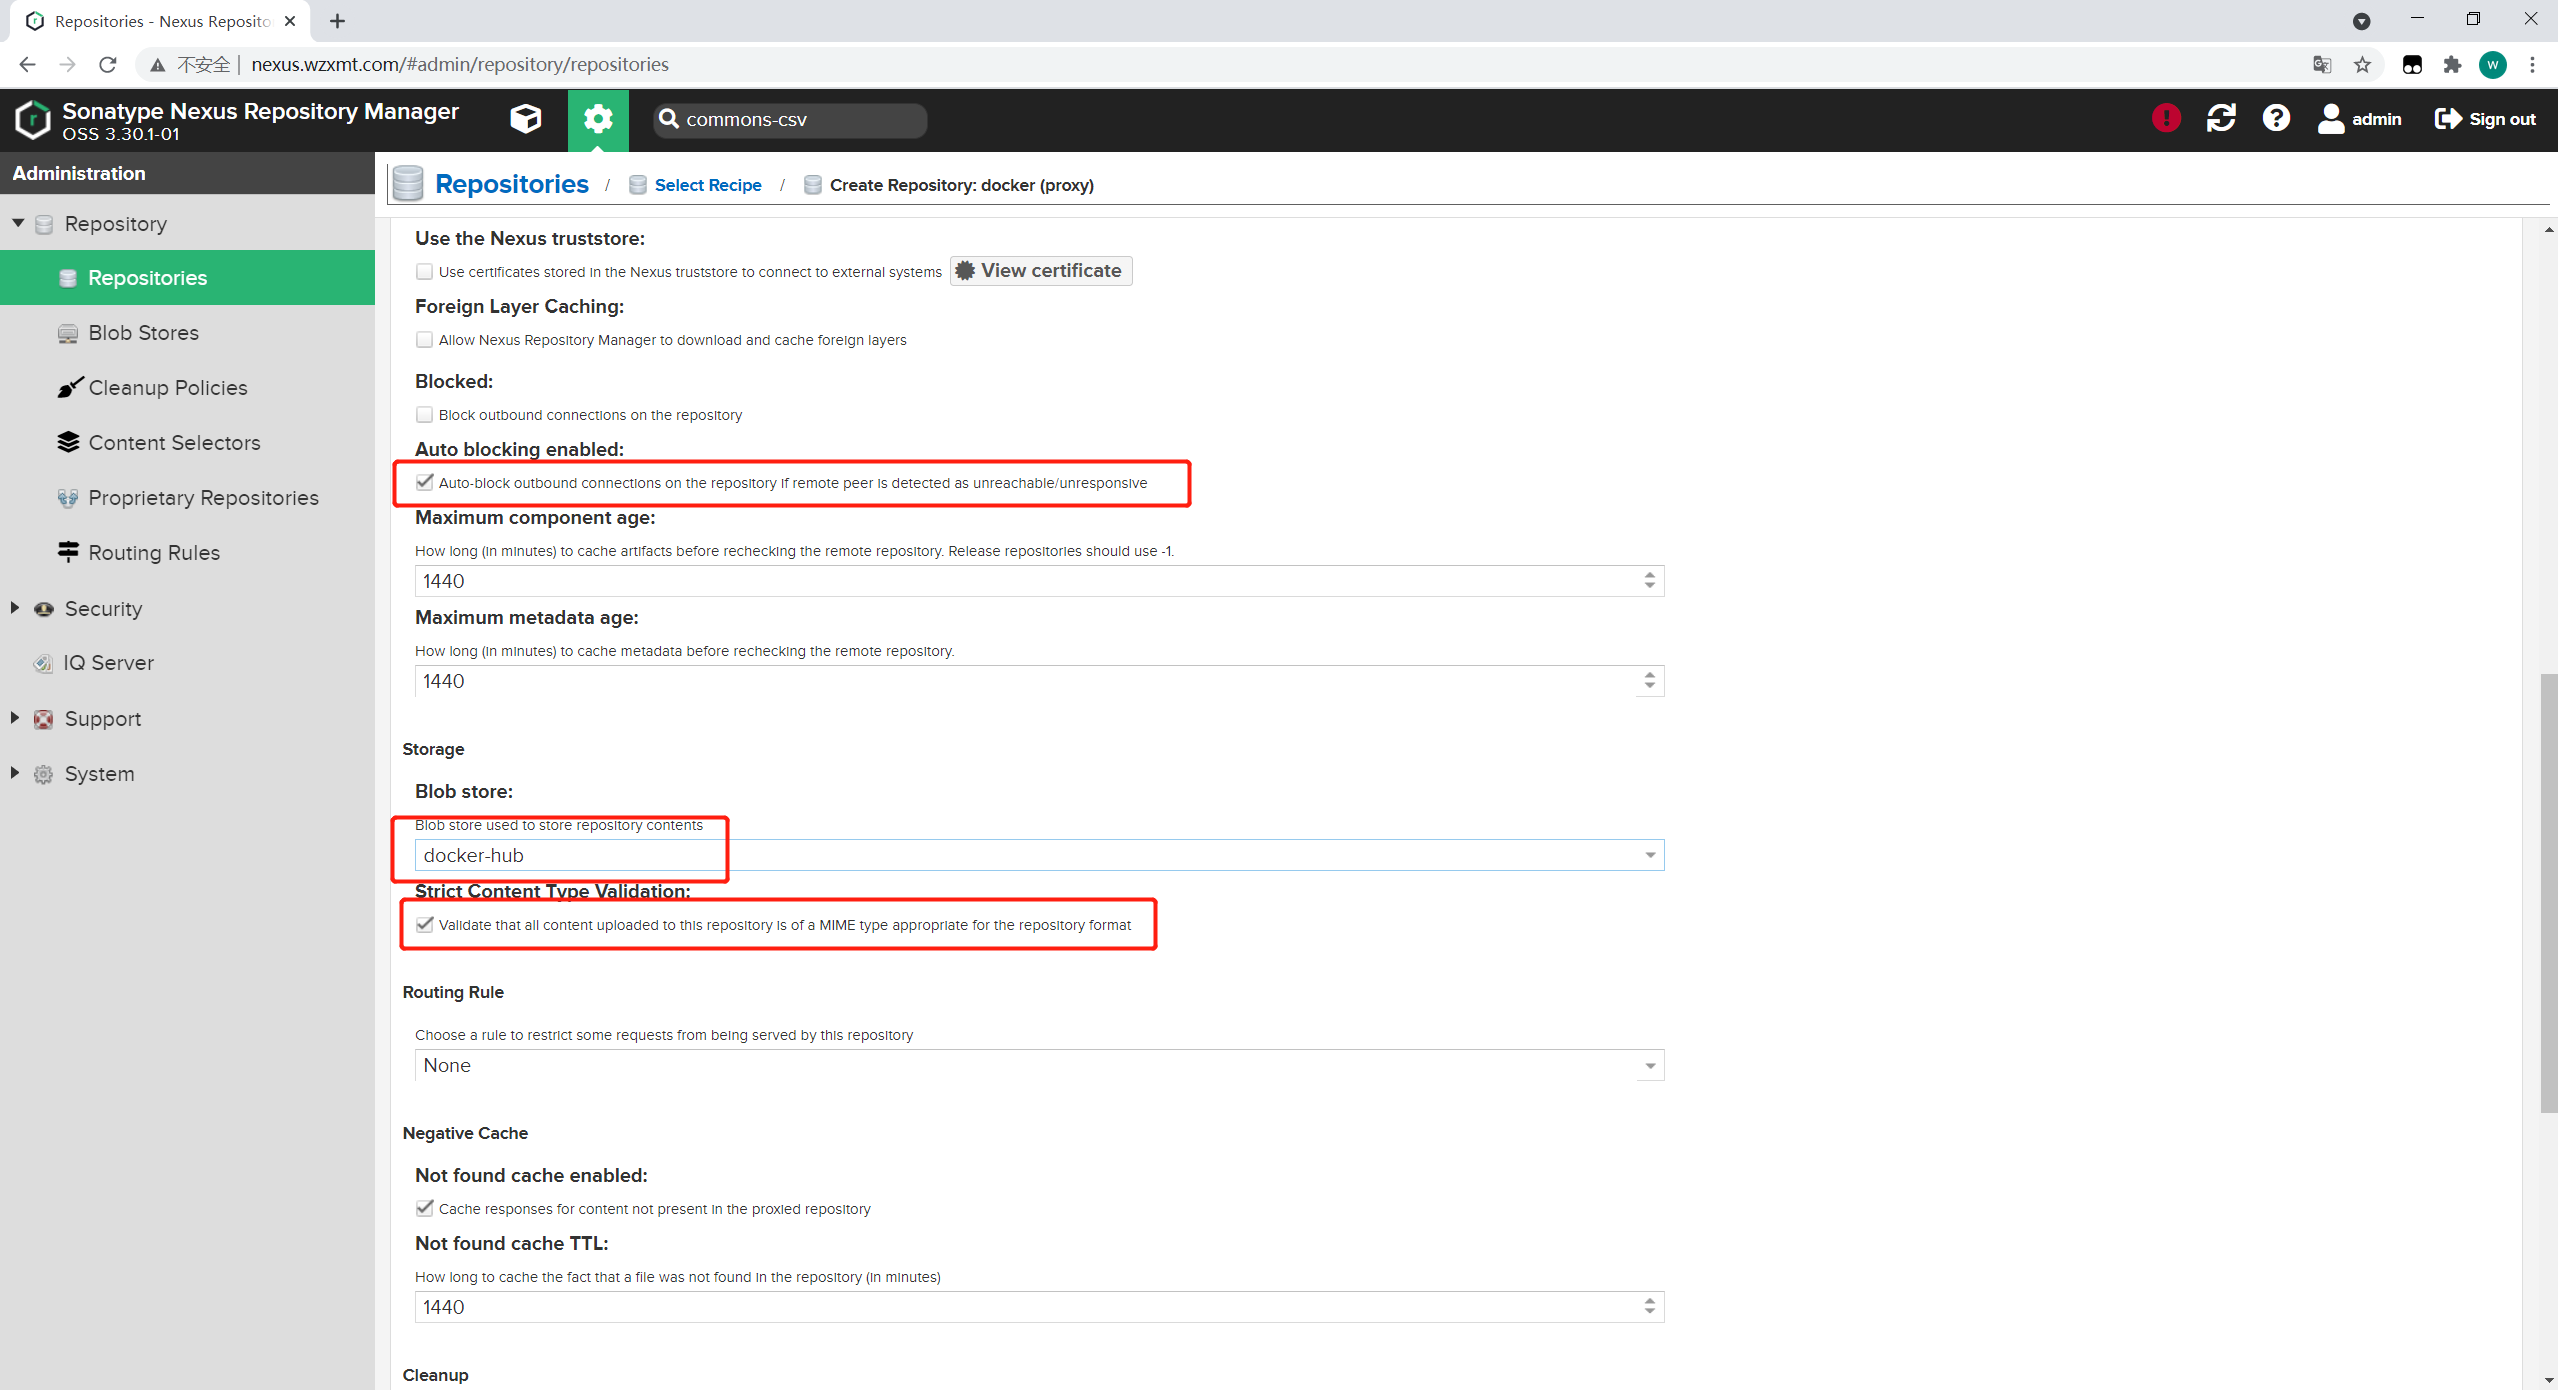 Repositories - Nexus Reposito
不安全 | nexus.wzxmt.com/#admin/repository/repositories
W
Sonatype Nexus Repository Manager
OSS 3.30.1-01
commons-csv
admin
Sign out
Administration
Repository
Repositories
Blob Stores
Cleanup Policies
Content Selectors
Proprietary Repositories
Routing Rules
Security
IQ Server
Support
System
Repositories / Select Recipe / Create Repository: docker (proxy)
Use the Nexus truststore:
Use certificates stored in the Nexus truststore to connect to external systems
View certificate
Foreign Layer Caching:
Allow Nexus Repository Manager to download and cache foreign layers
Blocked:
Block outbound connections on the repository
Auto blocking enabled:
Auto-block outbound connections on the repository if remote peer is detected as unreachable/unresponsive
Maximum component age:
How long (in minutes) to cache artifacts before rechecking the remote repository. Release repositories should use -1.
1440
Maximum metadata age:
How long (in minutes) to cache metadata before rechecking the remote repository.
1440
Storage
Blob store:
Blob store used to store repository contents
docker-hub
Strict Content Type Validation:
Validate that all content uploaded to this repository is of a MIME type appropriate for the repository format
Routing Rule
Choose a rule to restrict some requests from being served by this repository
None
Negative Cache
Not found cache enabled:
Cache responses for content not present in the proxied repository
Not found cache TTL:
How long to cache the fact that a file was not found in the repository (in minutes)
1440
Cleanup